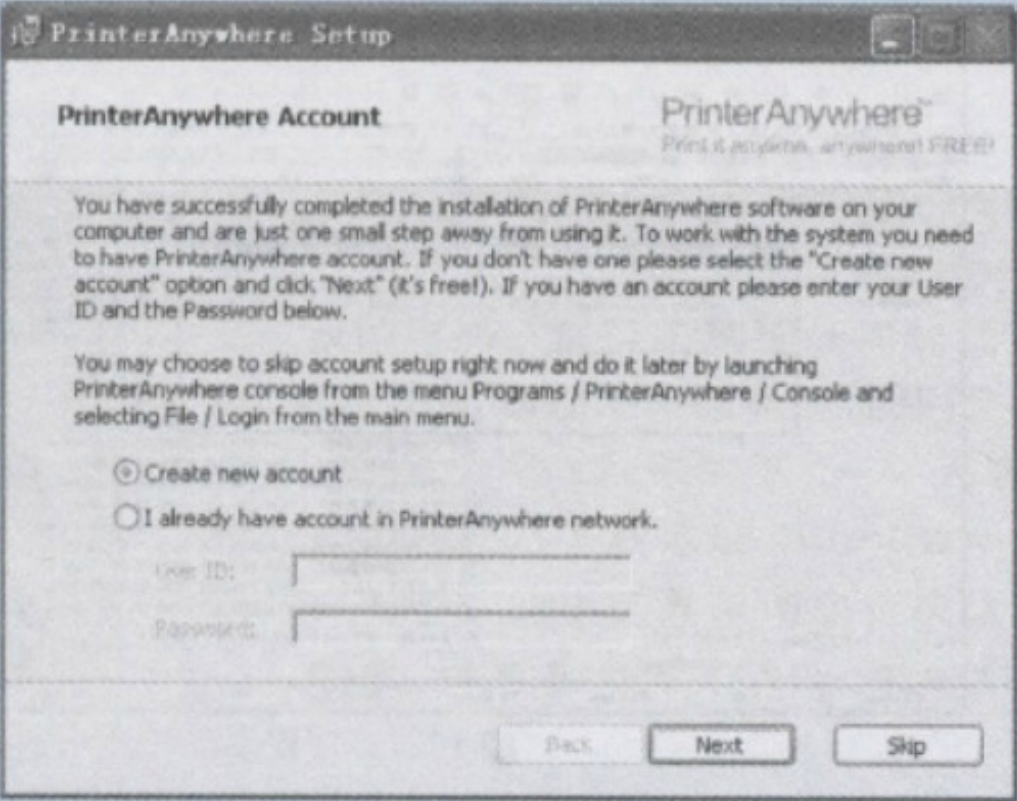 PrinterAnywhere Setup
PrinterAnywhere Account
PrinterAnywhere™
Print it anytime, anywhere! FREE!
You have successfully completed the installation of PrinterAnywhere software on your
computer and are just one small step away from using it. To work with the system you need
to have PrinterAnywhere account. If you don't have one please select the "Create new
account" option and click "Next" (it's free!). If you have an account please enter your User
ID and the Password below.
You may choose to skip account setup right now and do it later by launching
PrinterAnywhere console from the menu Programs / PrinterAnywhere / Console and
selecting File / Login from the main menu.
Create new account
I already have account in PrinterAnywhere network.
User ID:
Password:
Back
Next
Skip